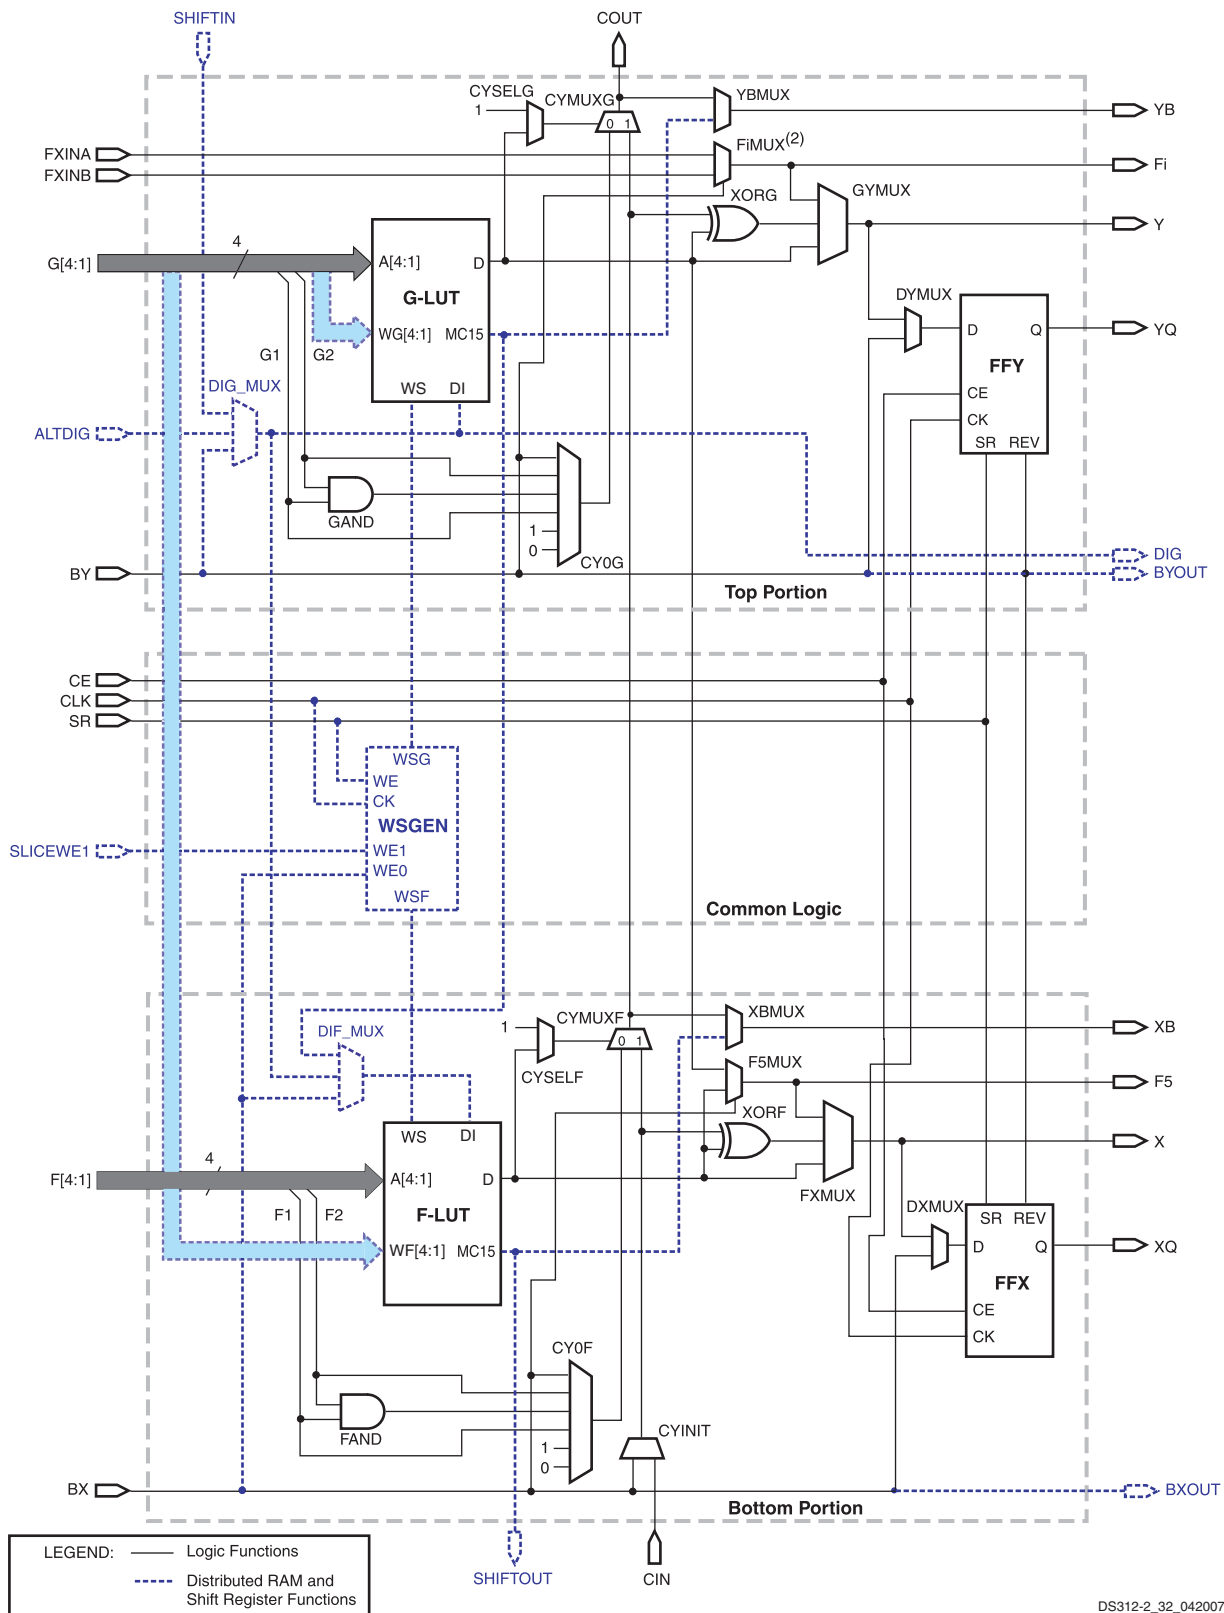 SHIFTIN
COUT
CYSELG
1
CYMUXG
0 1
YBMUX
YB
FXINA
FXINB
FiMUX(2)
Fi
XORG
GYMUX
Y
G[4:1]
4
A[4:1]
D
G-LUT
WG[4:1]
MC15
WS
DI
G1
G2
DYMUX
D
Q
FFY
CE
CK
SR
REV
YQ
DIG_MUX
ALTDIG
GAND
1
0
CY0G
BY
DIG
BYOUT
Top Portion
CE
CLK
SR
WSG
WE
CK
WSGEN
WE1
WE0
WSF
SLICEWE1
Common Logic
DIF_MUX
1
CYMUXF
0 1
CYSELF
XBMUX
XB
F5MUX
F5
XORF
X
FXMUX
F[4:1]
4
WS
DI
A[4:1]
D
F-LUT
WF[4:1]
MC15
F1
F2
DXMUX
SR
REV
D
Q
FFX
CE
CK
XQ
CY0F
FAND
1
0
CYINIT
BX
BXOUT
Bottom Portion
SHIFTOUT
CIN
LEGEND:
Logic Functions
Distributed RAM and
Shift Register Functions
DS312-2_32_042007